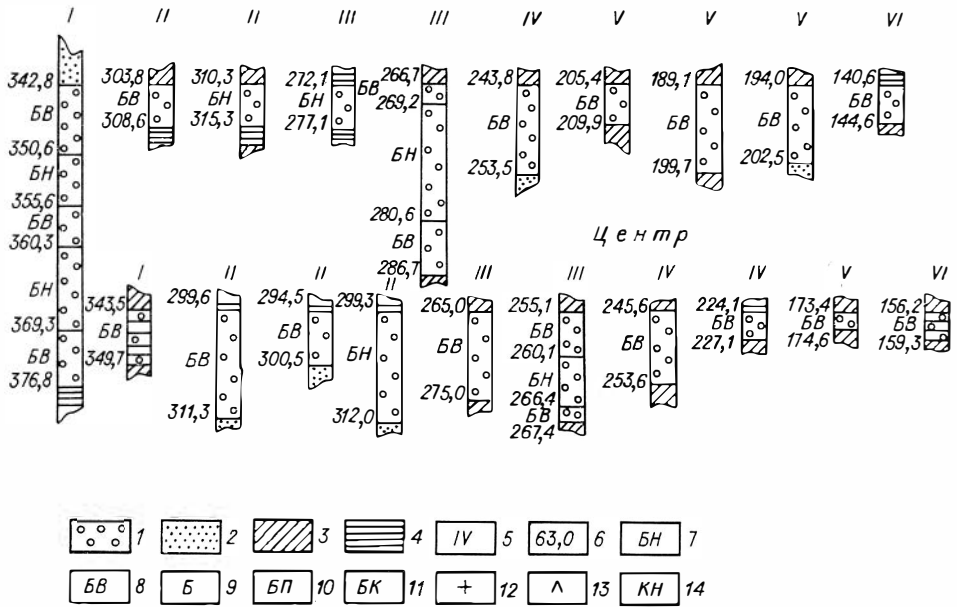 I II II III III IV V V V VI
342,8 303,8 310,3 272,1 БВ 266,7 243,8 205,4 189,1 194,0 140,6
БВ БВ БН БН 269,2 БВ БВ БВ БВ БВ
350,6 308,6 315,3 277,1 БН 253,5 209,9 199,7 202,5 144,6
БН 280,6
355,6 БВ
БВ 286,7
360,3
БН
369,3
БВ
376,8
Центр
I II II II III III IV IV V VI
343,5 299,6 294,5 299,3 265,0 255,1 245,6 224,1 173,4 156,2
БВ БВ БВ БН БВ БВ БВ БВ БВ БВ
349,7 311,3 300,5 312,0 275,0 260,1 253,6 227,1 174,6 159,3
БН
266,4
БВ
267,4
1 2 3 4 IV 5 63,0 6 БН 7
БВ 8 Б 9 БП 10 БК 11 + 12 ^ 13 КН 14